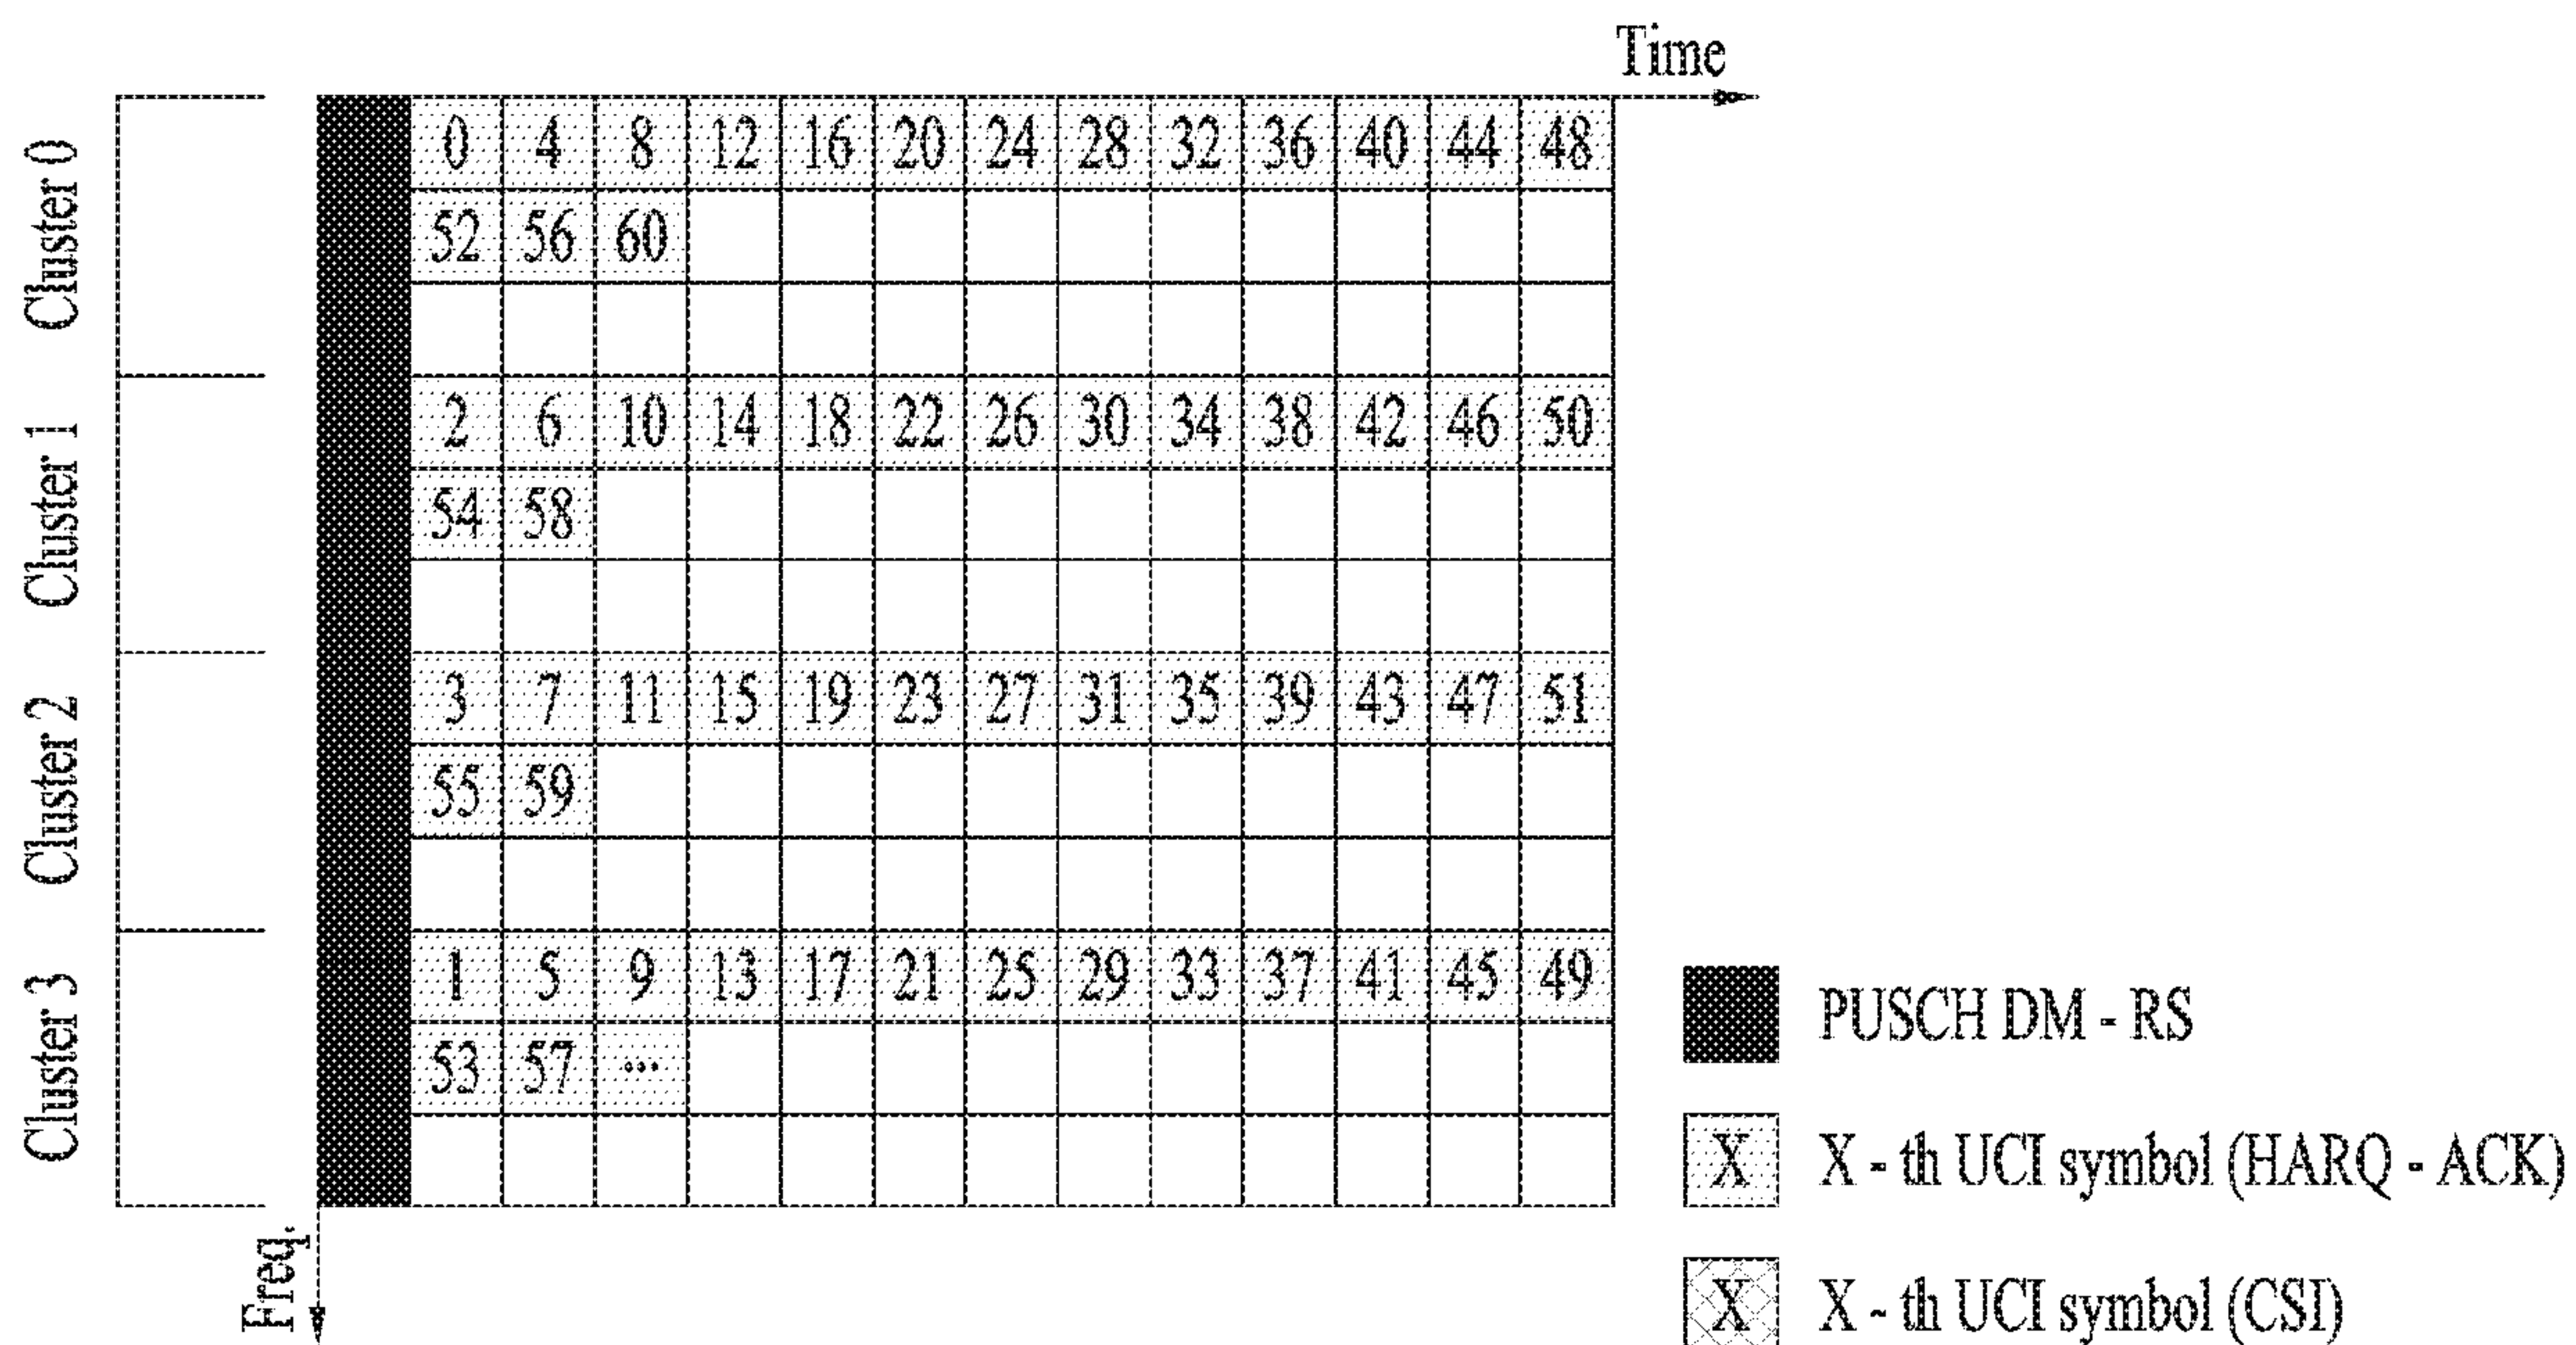 Time
Cluster 0
0 4 8 12 16 20 24 28 32 36 40 44 48
52 56 60
Cluster 1
2 6 10 14 18 22 26 30 34 38 42 46 50
54 58
Cluster 2
3 7 11 15 19 23 27 31 35 39 43 47 51
55 59
Cluster 3
1 5 9 13 17 21 25 29 33 37 41 45 49
53 57 ...
Freq.
PUSCH DM - RS
X X - th UCI symbol (HARQ - ACK)
X X - th UCI symbol (CSI)